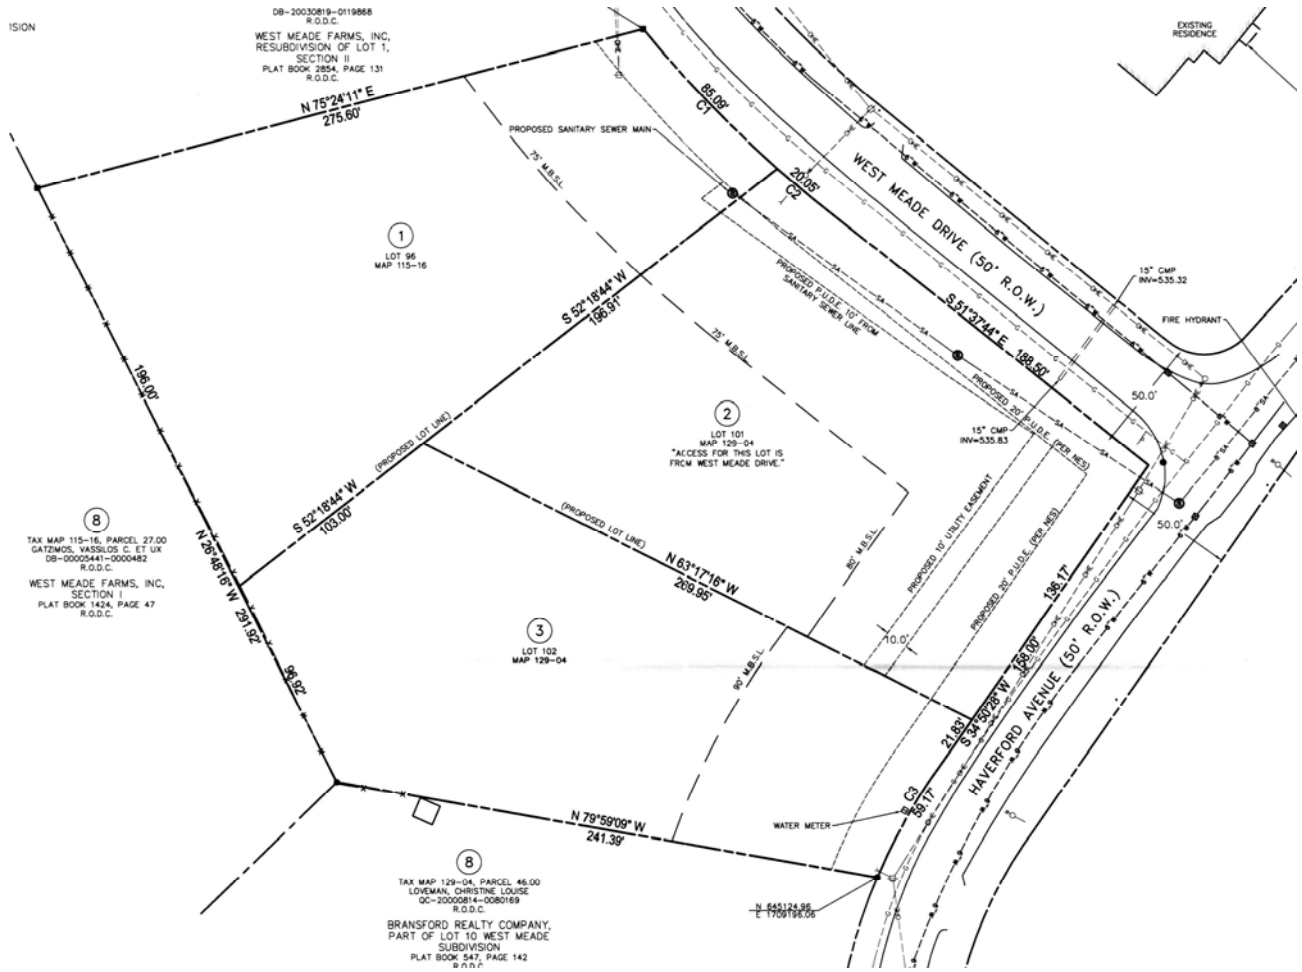 ISION
DB-20030819-0119868
R.O.D.C.
WEST MEADE FARMS, INC,
RESUBDIVISION OF LOT 1,
SECTION II
PLAT BOOK 2854, PAGE 131
R.O.D.C.
EXISTING
RESIDENCE
N 75°24'11" E
275.60'
85.09'
C1
PROPOSED SANITARY SEWER MAIN
75' M.B.S.L.
20.05'
C2
WEST MEADE DRIVE (50' R.O.W.)
1
LOT 96
MAP 115-16
S 52°18'44" W
196.91'
PROPOSED P.U.D.E. 10' FROM
SANITARY SEWER LINE
S 51°37'44" E 188.50'
15" CMP
INV=535.32
FIRE HYDRANT
75' M.B.S.L.
PROPOSED 20' P.U.D.E. (PER NES)
50.0'
196.00'
(PROPOSED LOT LINE)
2
LOT 101
MAP 129-04
"ACCESS FOR THIS LOT IS
FROM WEST MEADE DRIVE."
15" CMP
INV=535.83
S 52°18'44" W
103.00'
(PROPOSED LOT LINE)
80' M.B.S.L.
PROPOSED 10' UTILITY EASEMENT
PROPOSED 20' P.U.D.E. (PER NES)
50.0'
8
TAX MAP 115-16, PARCEL 27.00
GATZIMOS, VASSILOS C. ET UX
DB-00005441-0000482
R.O.D.C.
WEST MEADE FARMS, INC,
SECTION I
PLAT BOOK 1424, PAGE 47
R.O.D.C.
N 26°48'16" W 291.92'
N 63°17'16" W
269.95'
136.17'
10.0'
3
LOT 102
MAP 129-04
90' M.B.S.L.
96.92'
21.83'
S 34°50'28" W 158.00'
HAVERFORD AVENUE (50' R.O.W.)
C3
59.17'
WATER METER
N 79°59'09" W
241.39'
8
TAX MAP 129-04, PARCEL 46.00
LOVEMAN, CHRISTINE LOUISE
QC-20000814-0080169
R.O.D.C.
BRANSFORD REALTY COMPANY,
PART OF LOT 10 WEST MEADE
SUBDIVISION
PLAT BOOK 547, PAGE 142
R.O.D.C.
N 645124.96
E 1709196.06